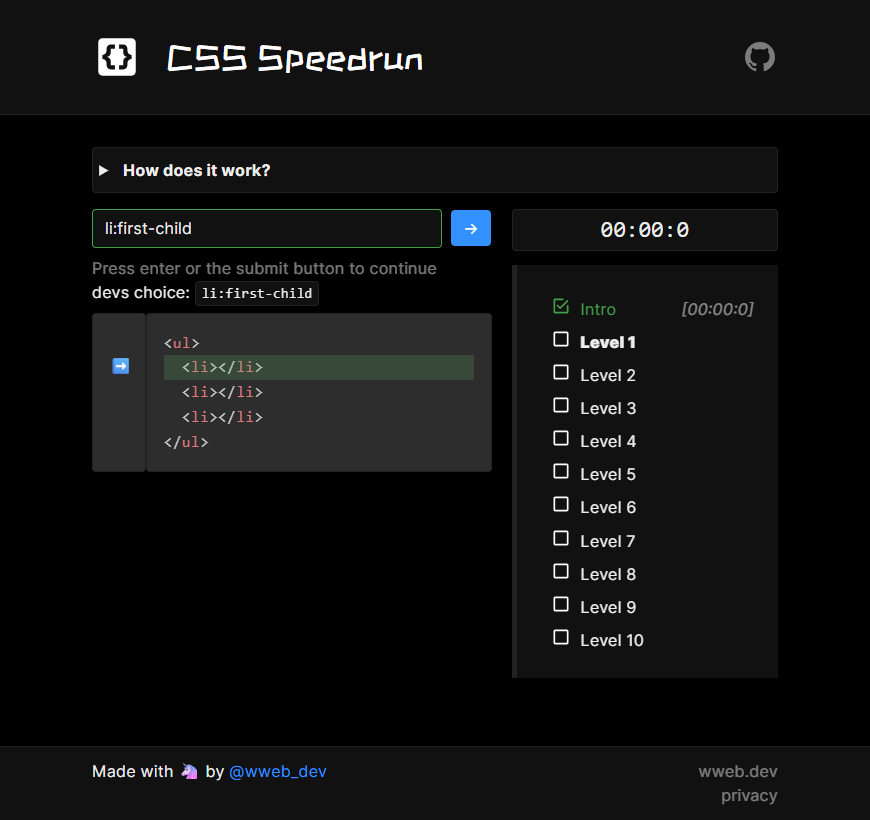 {} CSS Speedrun
How does it work?
li:first-child
00:00:0
Press enter or the submit button to continue
devs choice: li:first-child
<ul>
<li></li>
<li></li>
<li></li>
</ul>
Intro [00:00:0]
Level 1
Level 2
Level 3
Level 4
Level 5
Level 6
Level 7
Level 8
Level 9
Level 10
Made with 🦄 by @wweb_dev
wweb.dev
privacy